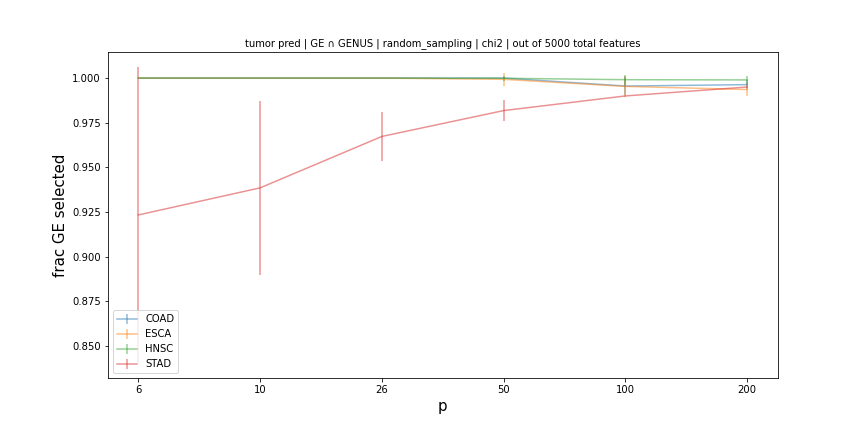 tumor pred | GE ∩ GENUS | random_sampling | chi2 | out of 5000 total features
frac GE selected
1.000
0.975
0.950
0.925
0.900
0.875
0.850
COAD
ESCA
HNSC
STAD
6 10 26 50 100 200
p